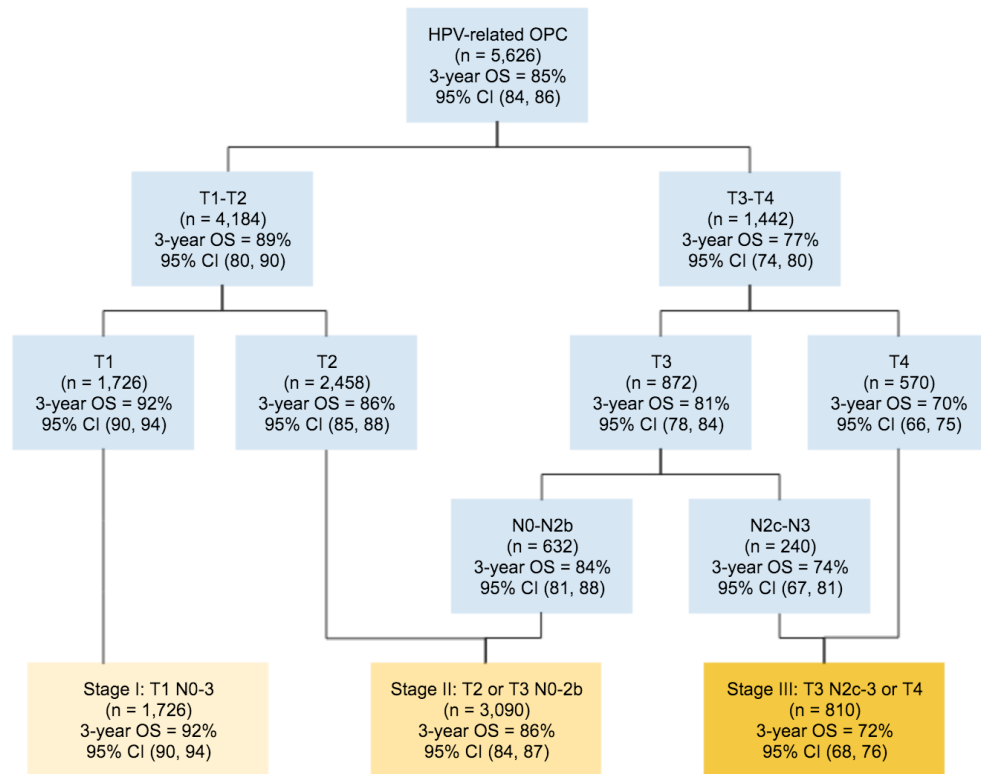 HPV-related OPC
(n = 5,626)
3-year OS = 85%
95% CI (84, 86)
T1-T2
(n = 4,184)
3-year OS = 89%
95% CI (80, 90)
T3-T4
(n = 1,442)
3-year OS = 77%
95% CI (74, 80)
T1
(n = 1,726)
3-year OS = 92%
95% CI (90, 94)
T2
(n = 2,458)
3-year OS = 86%
95% CI (85, 88)
T3
(n = 872)
3-year OS = 81%
95% CI (78, 84)
T4
(n = 570)
3-year OS = 70%
95% CI (66, 75)
N0-N2b
(n = 632)
3-year OS = 84%
95% CI (81, 88)
N2c-N3
(n = 240)
3-year OS = 74%
95% CI (67, 81)
Stage I: T1 N0-3
(n = 1,726)
3-year OS = 92%
95% CI (90, 94)
Stage II: T2 or T3 N0-2b
(n = 3,090)
3-year OS = 86%
95% CI (84, 87)
Stage III: T3 N2c-3 or T4
(n = 810)
3-year OS = 72%
95% CI (68, 76)